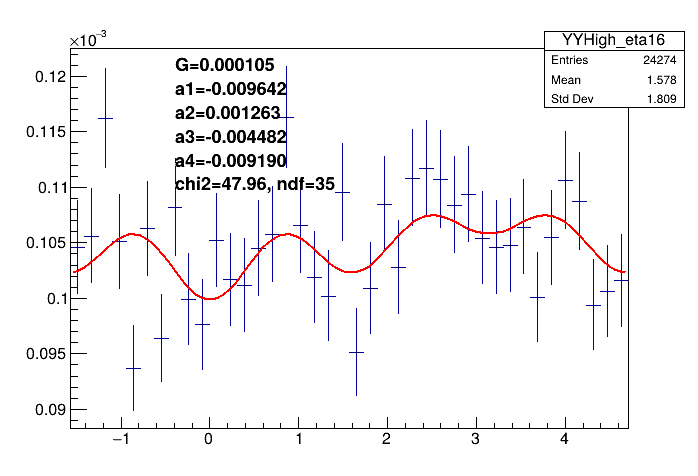 ×10⁻³
YYHigh_eta16
Entries 24274
Mean 1.578
Std Dev 1.809
G=0.000105
a1=-0.009642
a2=0.001263
a3=-0.004482
a4=-0.009190
chi2=47.96, ndf=35
0.12
0.115
0.11
0.105
0.1
0.095
0.09
−1 0 1 2 3 4